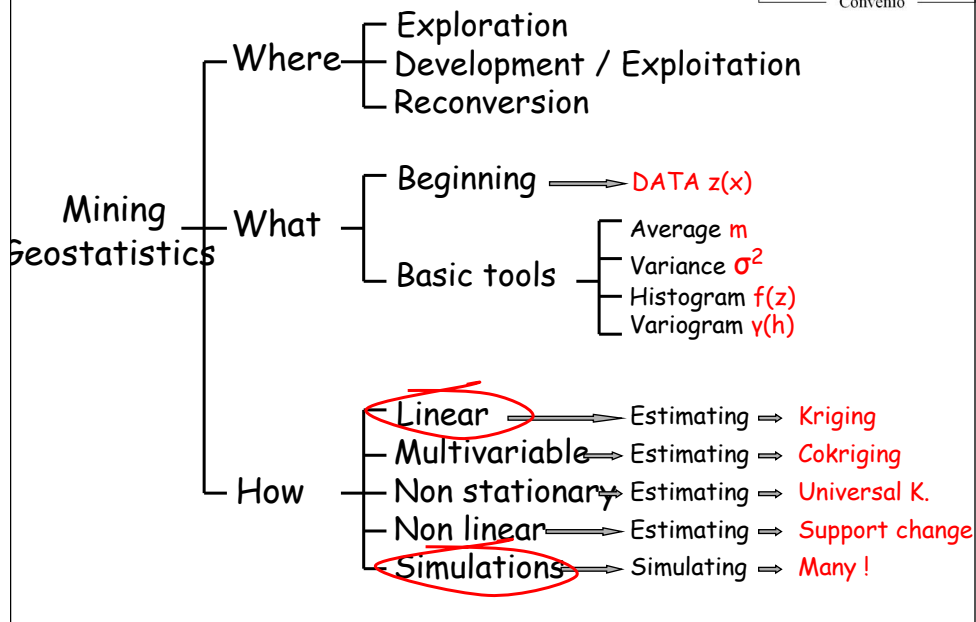 Convenio
Exploration
Where
Development / Exploitation
Reconversion
Beginning
DATA z(x)
Mining
Geostatistics
What
Average m
Variance σ²
Basic tools
Histogram f(z)
Variogram γ(h)
Linear Estimating Kriging
Multivariable Estimating Cokriging
How
Non stationary Estimating Universal K.
Non linear Estimating Support change
Simulations Simulating Many !